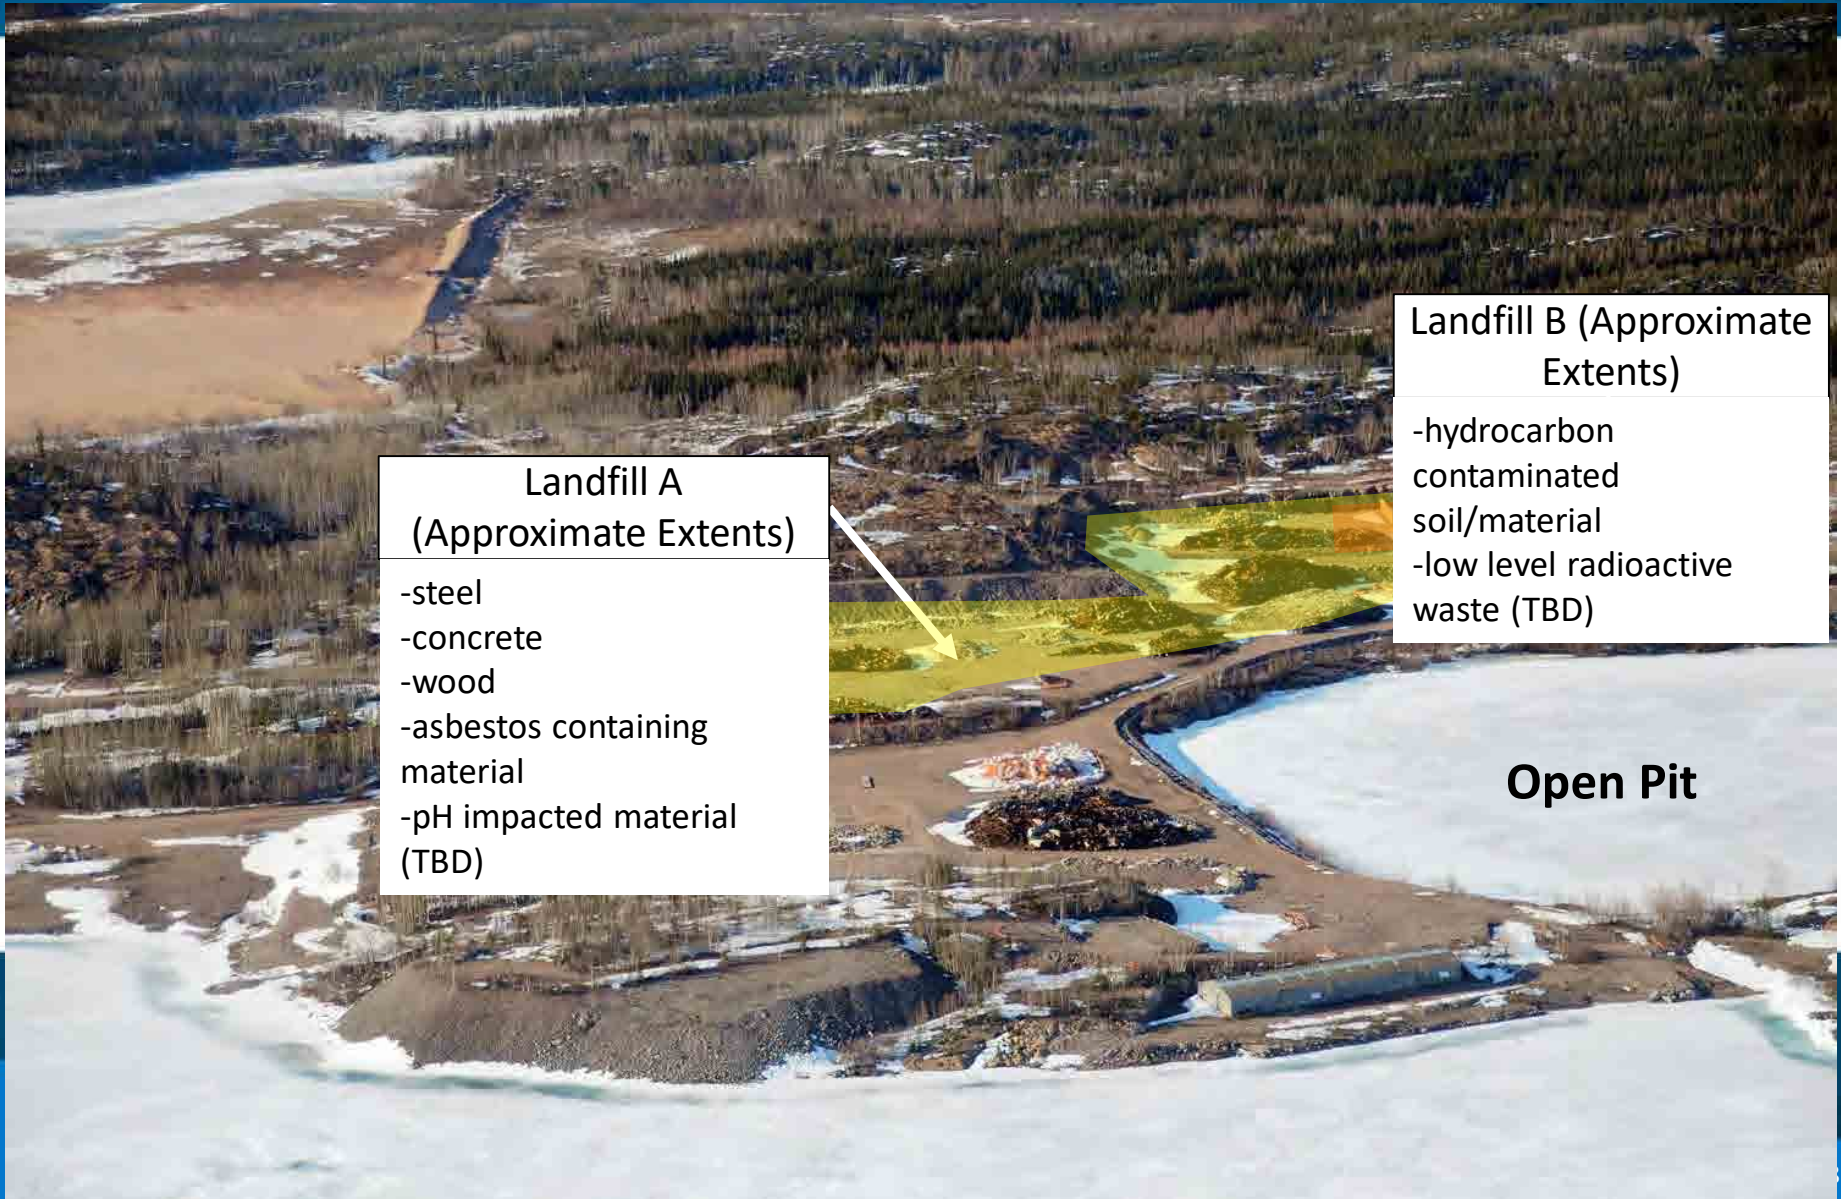 Landfill A
(Approximate Extents)
-steel
-concrete
-wood
-asbestos containing
material
-pH impacted material
(TBD)
Landfill B (Approximate
Extents)
-hydrocarbon
contaminated
soil/material
-low level radioactive
waste (TBD)
Open Pit